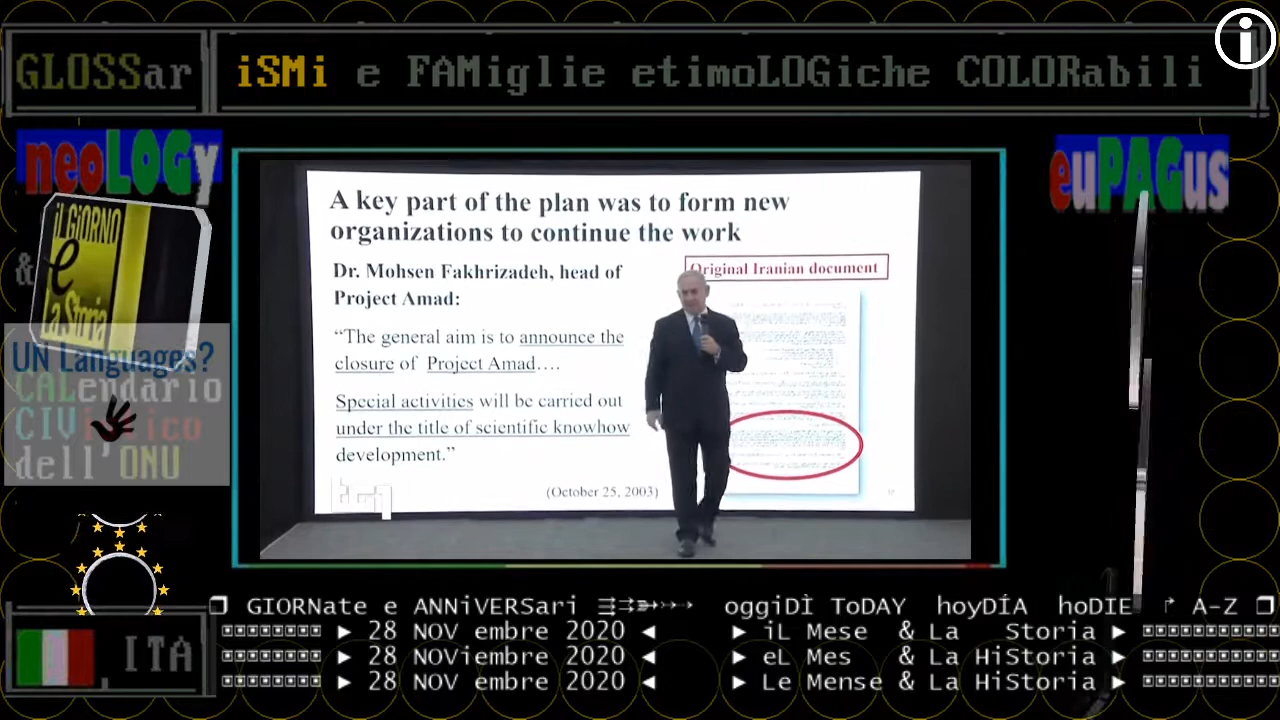 GLOSSar
iSMi e FAMiglie etimoLOGiche COLORabili
i
neoLOGy
euPAGus
iL GiORNO
e
La Storia
&
UN Languages?
CALendario
CIVico
dell'ONU
A key part of the plan was to form new
organizations to continue the work
Dr. Mohsen Fakhrizadeh, head of
Project Amad:
Original Iranian document
“The general aim is to announce the
closure of Project Amad….
Special activities will be carried out
under the title of scientific knowhow
development.”
(October 25, 2003)
GIORNate e ANNiVERSari oggiDÌ ToDAY hoyDÍA hoDIE A-Z
▶ 28 NOV embre 2020 ◀ ▶ iL Mese & La Storia ▶
▶ 28 NOViembre 2020 ◀ ▶ eL Mes & La HiStoria ▶
▶ 28 NOVembre 2020 ◀ ▶ Le Mense & La HiStoria ▶
ITA